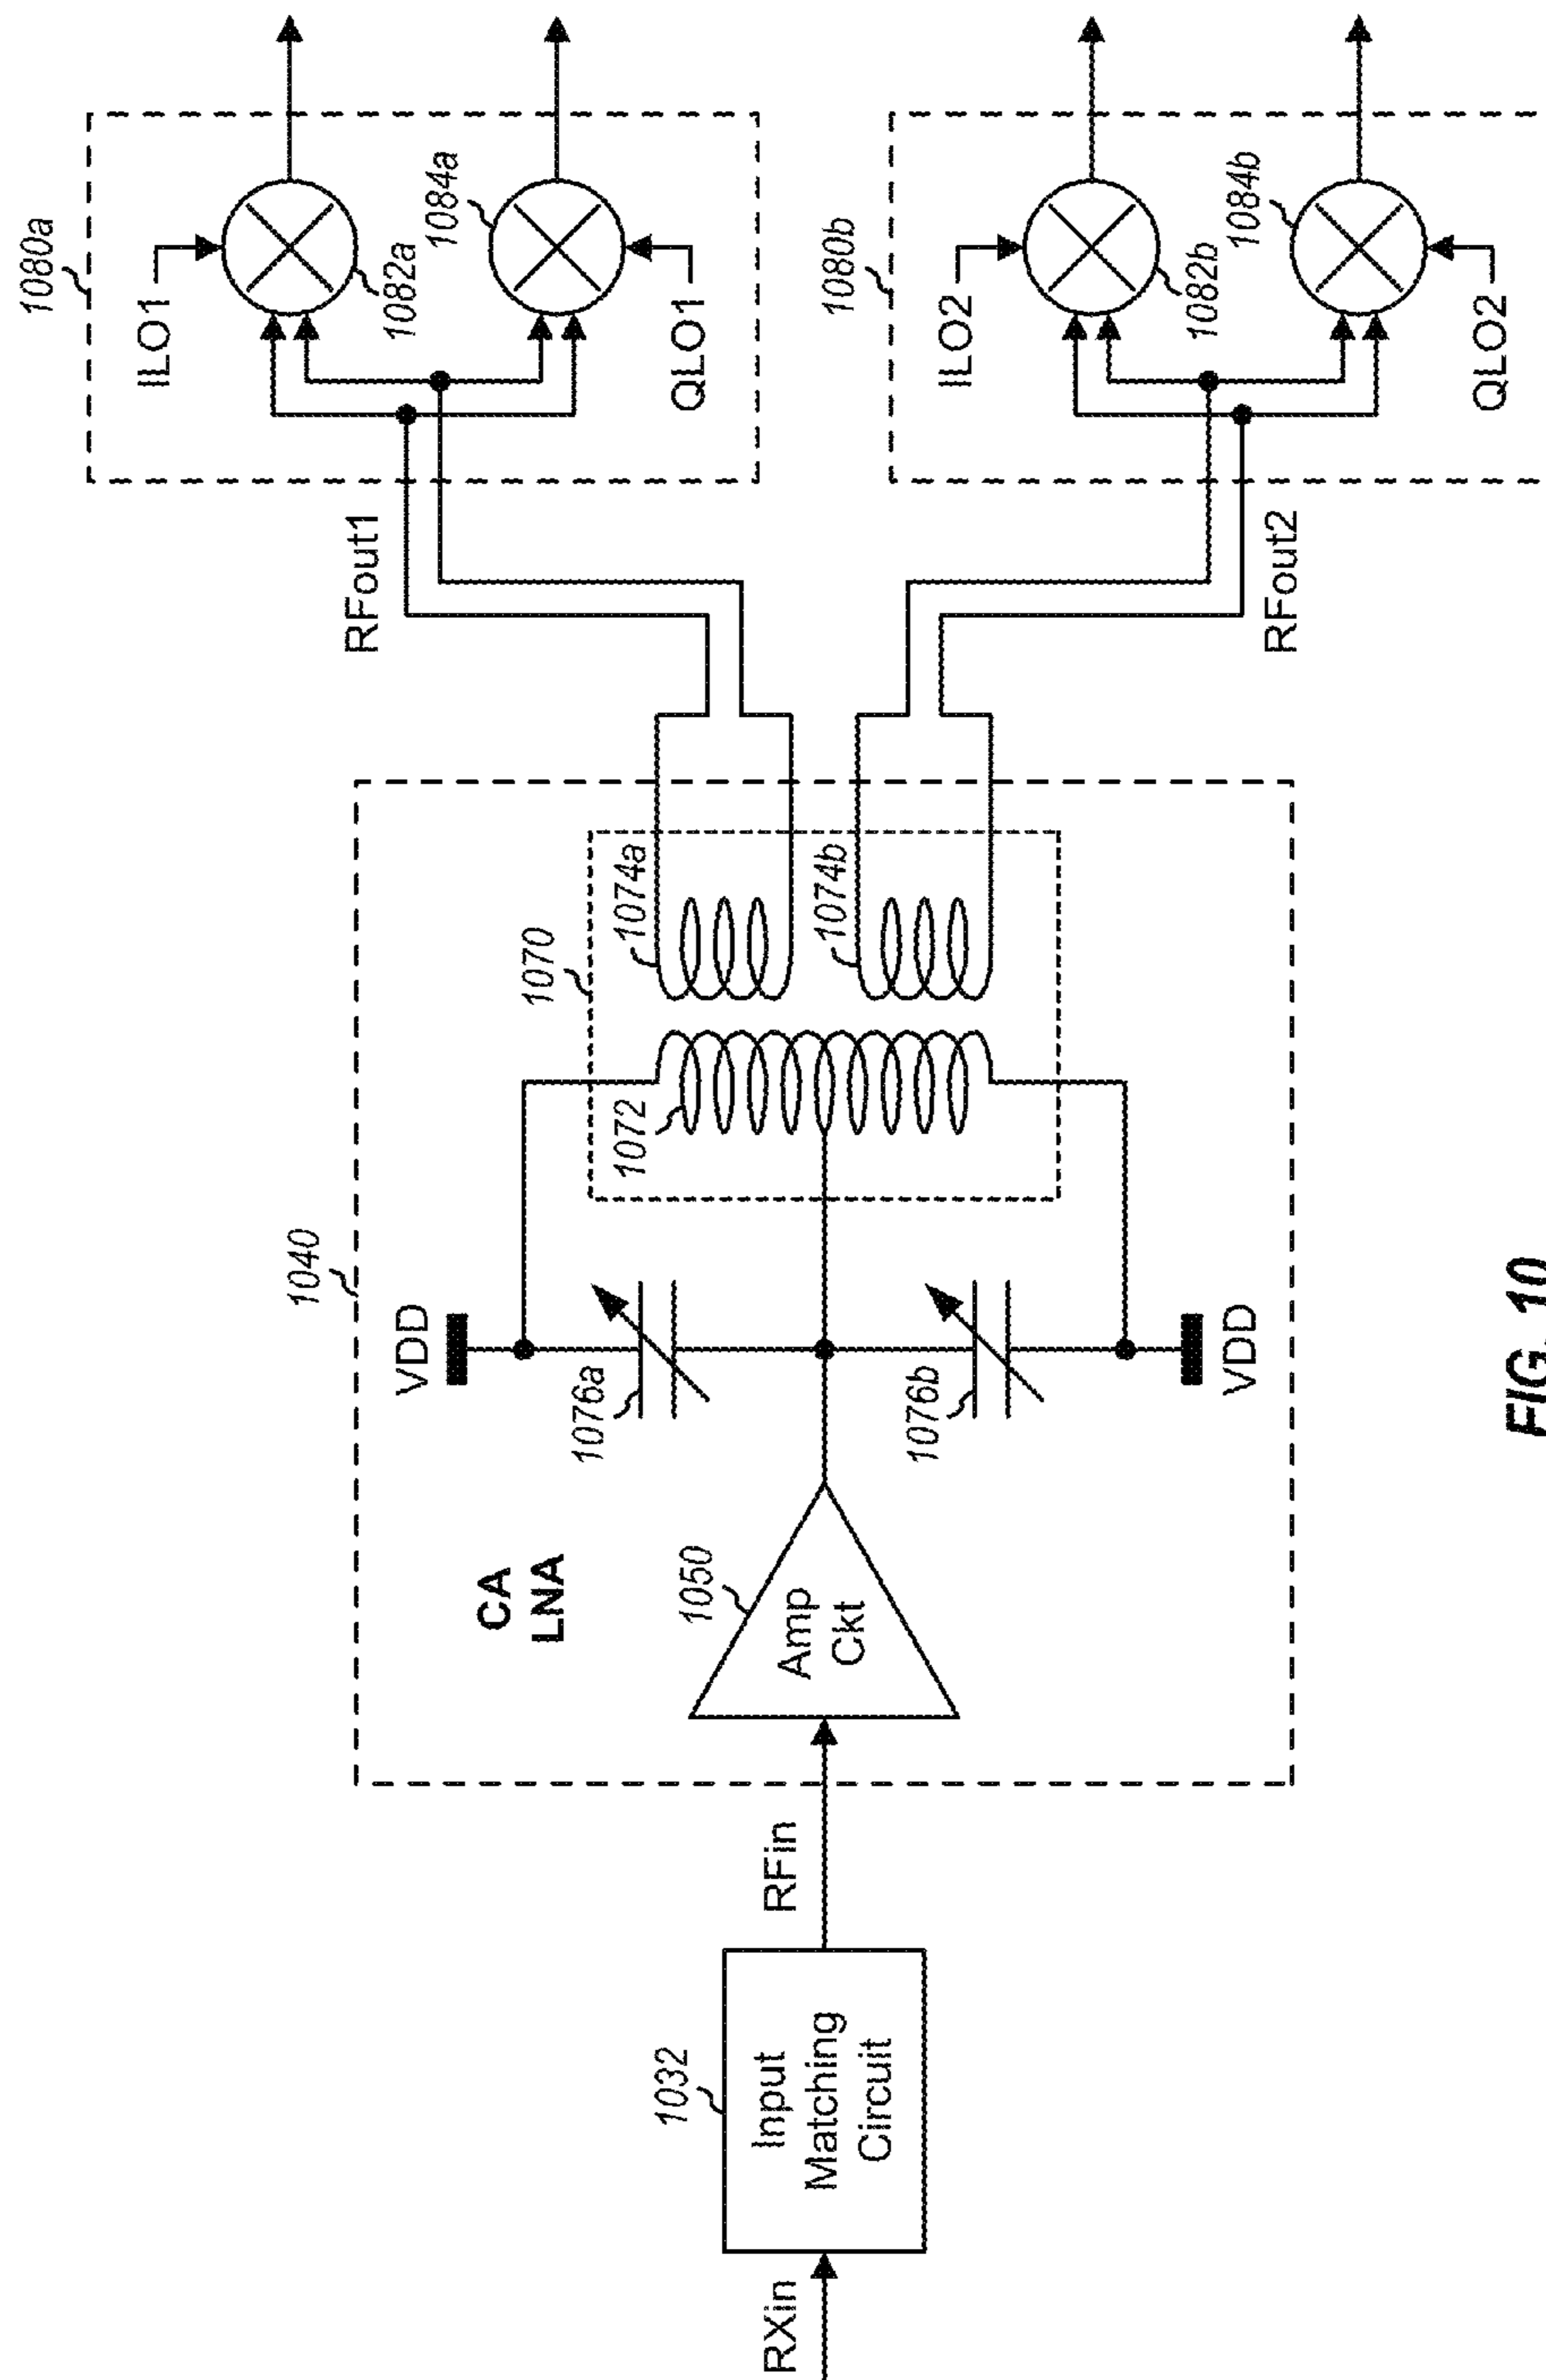 RXin
1032
Input
Matching
Circuit
RFin
1040
CA
LNA
1050
Amp
Ckt
VDD
1076a
1076b
VDD
1070
1072
1074a
1074b
RFout1
RFout2
1080a
ILO1
1082a
1084a
QLO1
1080b
ILO2
1082b
1084b
QLO2
FIG. 10